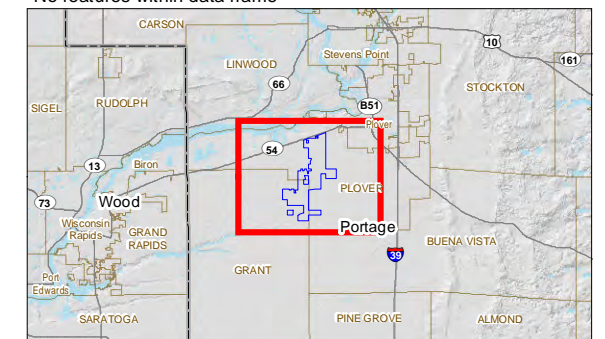 No features within data frame
CARSON
10
161
LINWOOD
Stevens Point
66
STOCKTON
SIGEL
RUDOLPH
B51
Plover
54
13
Biron
73
Wood
PLOVER
Wisconsin
Rapids
GRAND
RAPIDS
Portage
BUENA VISTA
39
Port
Edwards
GRANT
SARATOGA
PINE GROVE
ALMOND